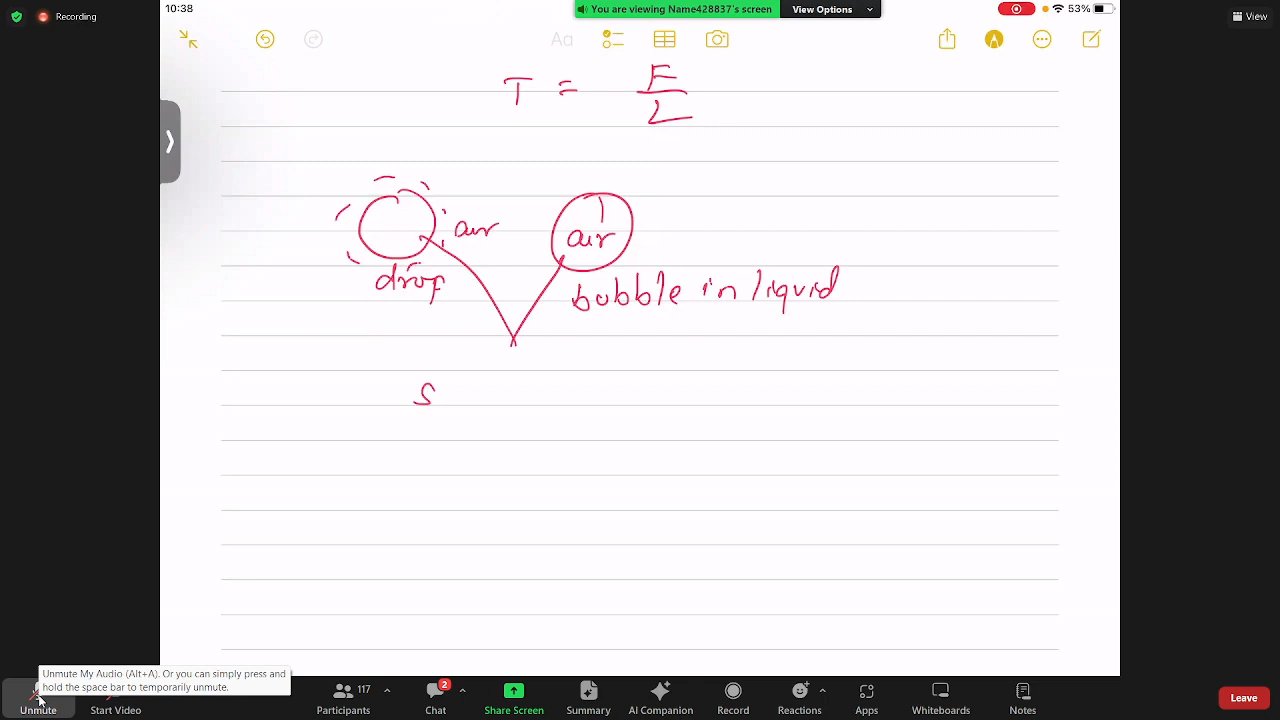 10:38
You are viewing Name428837's screen
View Options
53%
Recording
View
Aa
T = F
L
air
air
drop
bubble in liquid
S
Unmute My Audio (Alt+A). Or you can simply press and
hold the space bar to temporarily unmute.
Unmute
Start Video
117
Participants
2
Chat
Share Screen
Summary
AI Companion
Record
Reactions
Apps
Whiteboards
Notes
Leave